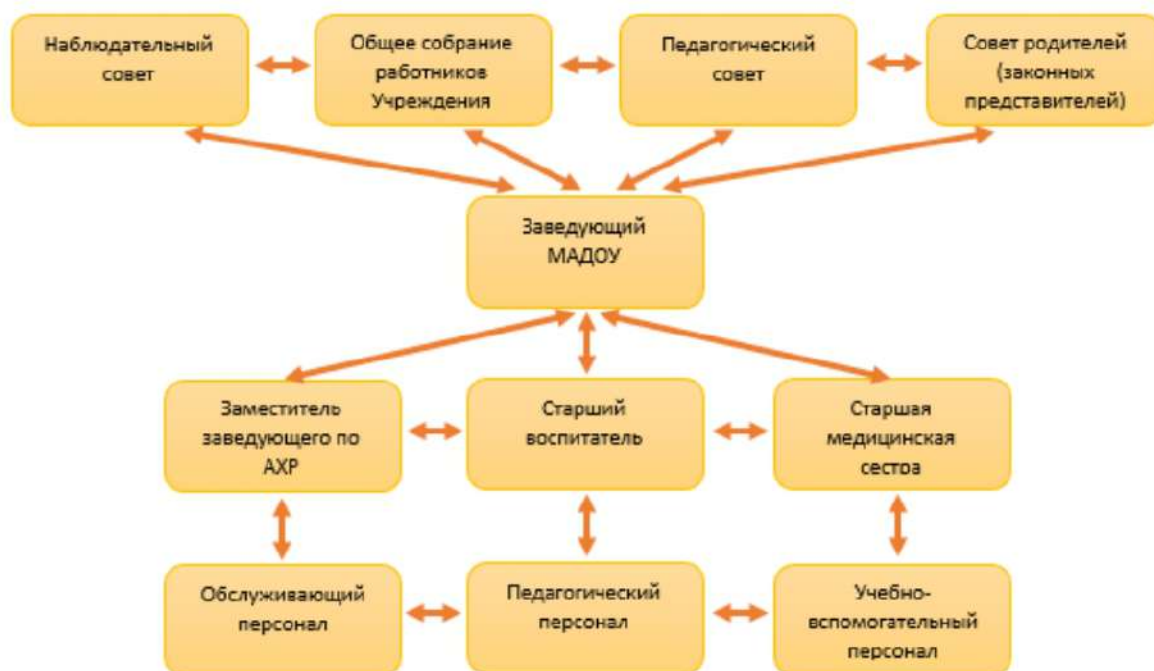 Наблюдательный
совет
Общее собрание
работников
Учреждения
Педагогический
совет
Совет родителей
(законных
представителей)
Заведующий
МАДОУ
Заместитель
заведующего по
АХР
Старший
воспитатель
Старшая
медицинская
сестра
Обслуживающий
персонал
Педагогический
персонал
Учебно-
вспомогательный
персонал